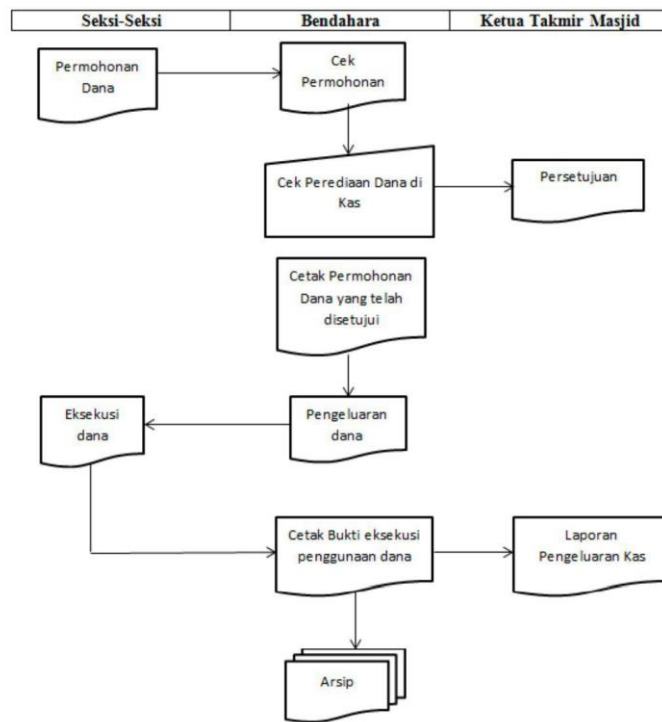 Seksi-Seksi Bendahara Ketua Takmir Masjid
Permohonan
Dana
Cek
Permohonan
Cek Perediaan Dana di
Kas
Persetujuan
Cetak Permohonan
Dana yang telah
disetujui
Eksekusi
dana
Pengeluaran
dana
Cetak Bukti eksekusi
penggunaan dana
Laporan
Pengeluaran Kas
Arsip